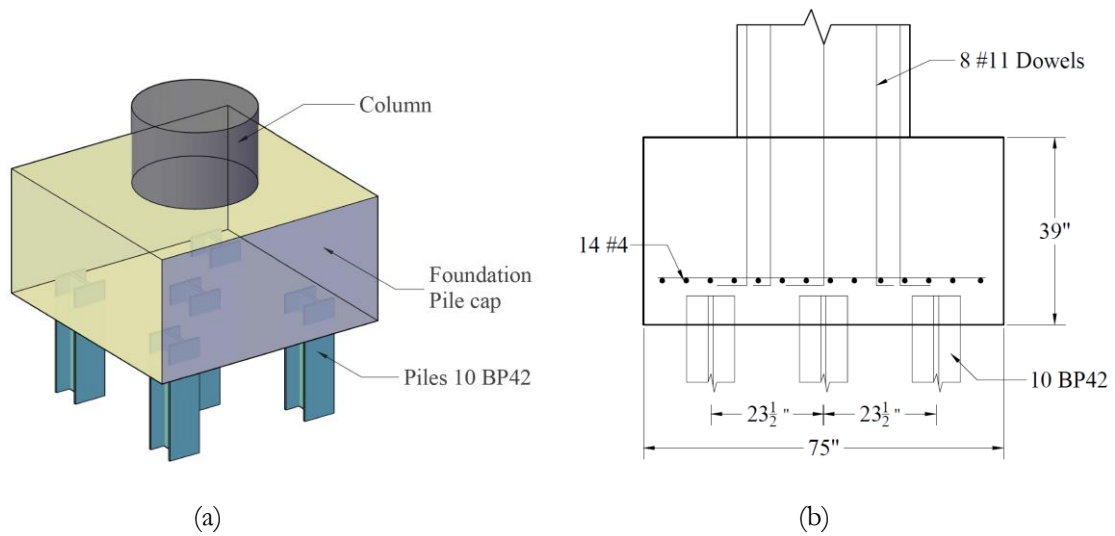 Column
Foundation
Pile cap
Piles 10 BP42
(a)
8 #11 Dowels
14 #4
39"
10 BP42
23½ "
23½ "
75"
(b)